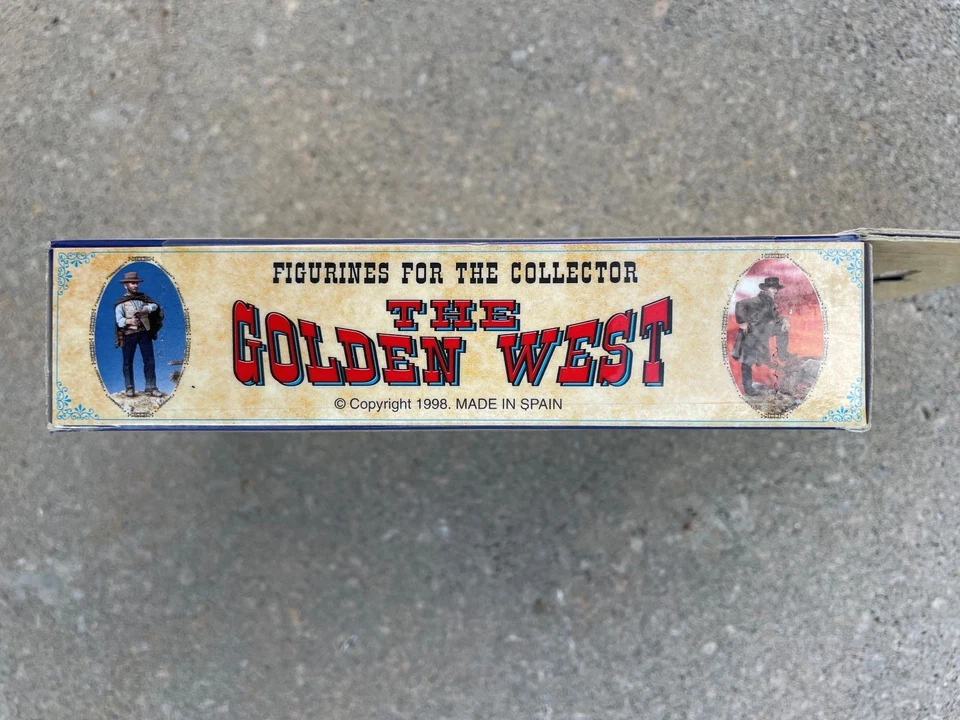 FIGURINES FOR THE COLLECTOR
THE
GOLDEN WEST
© Copyright 1998. MADE IN SPAIN